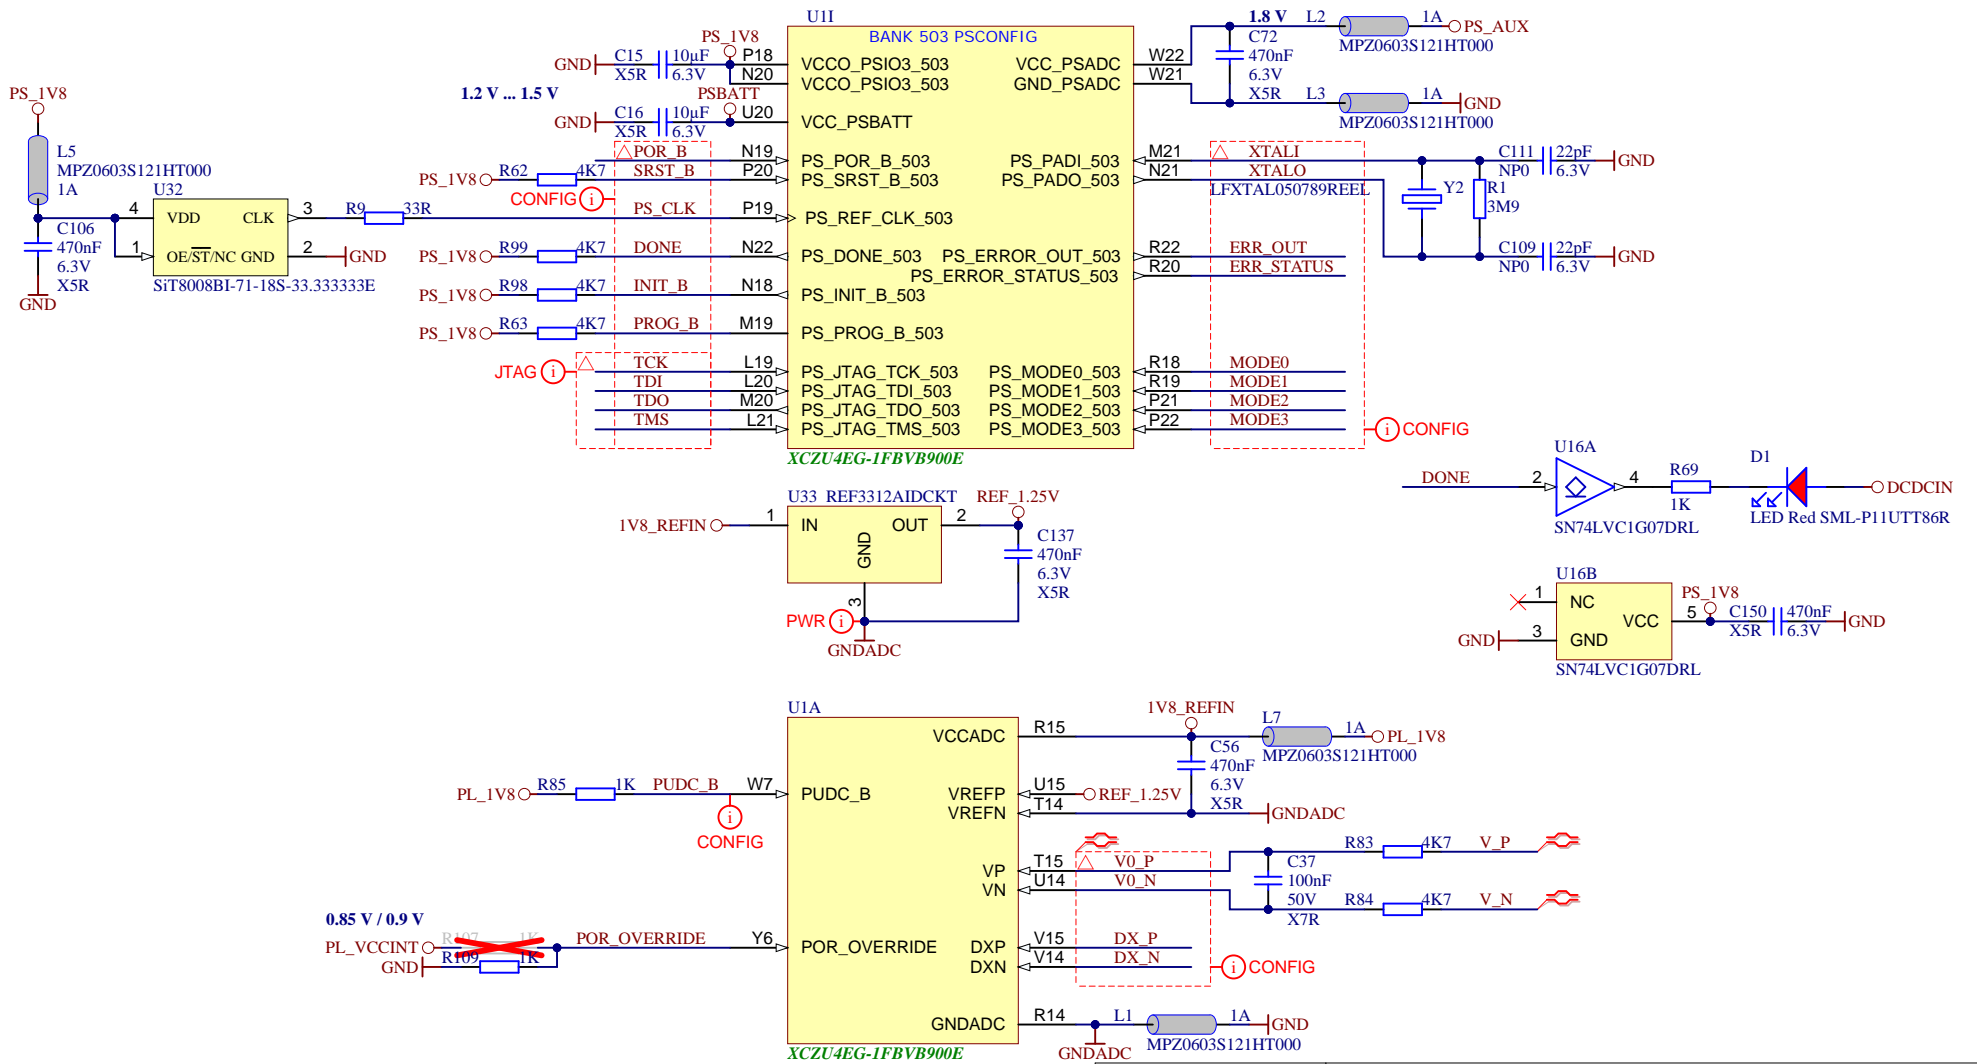 U1I
BANK 503 PSCONFIG
PS_1V8
GND
C15
10µF
X5R
6.3V
P18
N20
VCCO_PSIO3_503
VCCO_PSIO3_503
1.2 V ... 1.5 V
PSBATT
GND
C16
10µF
X5R
6.3V
U20
VCC_PSBATT
POR_B
N19
PS_POR_B_503
PS_1V8
R62
4K7
SRST_B
P20
PS_SRST_B_503
CONFIG
i
PS_1V8
L5
MPZ0603S121HT000
1A
C106
470nF
6.3V
X5R
GND
U32
4
VDD
CLK
3
1
OE/ST/NC
GND
2
GND
SiT8008BI-71-18S-33.333333E
R9
33R
PS_CLK
P19
PS_REF_CLK_503
PS_1V8
R99
4K7
DONE
N22
PS_DONE_503
PS_1V8
R98
4K7
INIT_B
N18
PS_INIT_B_503
PS_1V8
R63
4K7
PROG_B
M19
PS_PROG_B_503
JTAG
i
TCK
L19
PS_JTAG_TCK_503
TDI
L20
PS_JTAG_TDI_503
TDO
M20
PS_JTAG_TDO_503
TMS
L21
PS_JTAG_TMS_503
XCZU4EG-1FBVB900E
VCC_PSADC
W22
GND_PSADC
W21
1.8 V
C72
470nF
6.3V
X5R
L2
1A
PS_AUX
MPZ0603S121HT000
L3
1A
GND
MPZ0603S121HT000
PS_PADI_503
M21
XTALI
PS_PADO_503
N21
XTALO
LFXTAL050789REEL
Y2
R1
3M9
C111
22pF
NP0
6.3V
GND
C109
22pF
NP0
6.3V
GND
PS_ERROR_OUT_503
R22
ERR_OUT
PS_ERROR_STATUS_503
R20
ERR_STATUS
PS_MODE0_503
R18
MODE0
PS_MODE1_503
R19
MODE1
PS_MODE2_503
P21
MODE2
PS_MODE3_503
P22
MODE3
i
CONFIG
U16A
DONE
2
4
R69
1K
D1
DCDCIN
SN74LVC1G07DRL
LED Red SML-P11UTT86R
U33 REF3312AIDCKT
REF_1.25V
1V8_REFIN
1
IN
OUT
2
GND
3
C137
470nF
6.3V
X5R
PWR
i
GNDADC
U16B
1
NC
GND
3
GND
VCC
5
PS_1V8
C150
470nF
X5R
6.3V
GND
SN74LVC1G07DRL
U1A
PL_1V8
R85
1K
PUDC_B
W7
PUDC_B
i
CONFIG
0.85 V / 0.9 V
PL_VCCINT
R107
1K
GND
R109
1K
POR_OVERRIDE
Y6
POR_OVERRIDE
VCCADC
R15
1V8_REFIN
L7
1A
PL_1V8
MPZ0603S121HT000
C56
470nF
6.3V
X5R
VREFP
U15
REF_1.25V
VREFN
T14
GNDADC
VP
T15
V0_P
VN
U14
V0_N
C37
100nF
50V
X7R
R83
4K7
V_P
R84
4K7
V_N
DXP
V15
DX_P
DXN
V14
DX_N
i
CONFIG
GNDADC
R14
L1
1A
GND
GNDADC
MPZ0603S121HT000
XCZU4EG-1FBVB900E